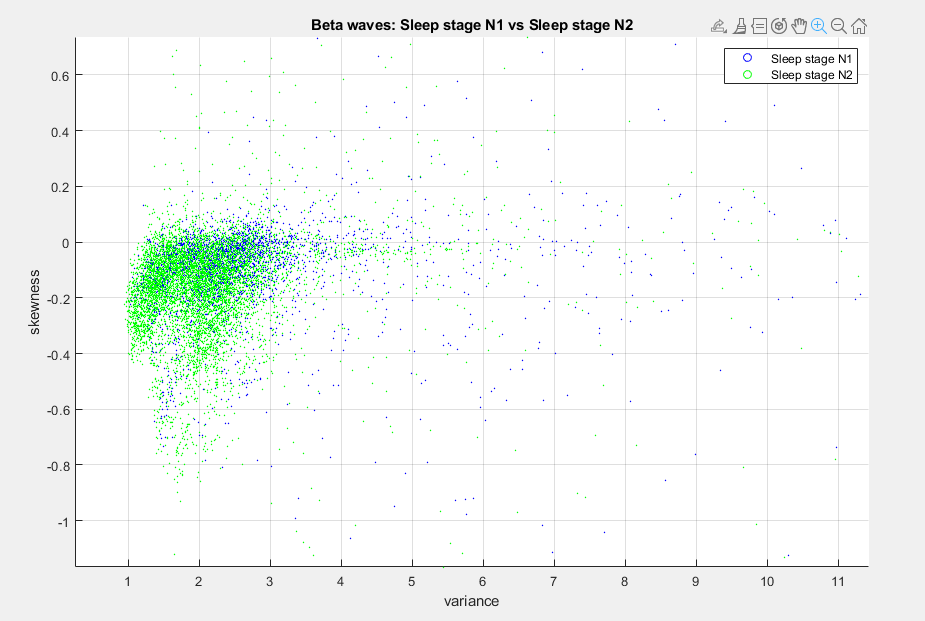 Beta waves: Sleep stage N1 vs Sleep stage N2
Sleep stage N1
Sleep stage N2
0.6
0.4
0.2
0
-0.2
-0.4
-0.6
-0.8
-1
skewness
1 2 3 4 5 6 7 8 9 10 11
variance